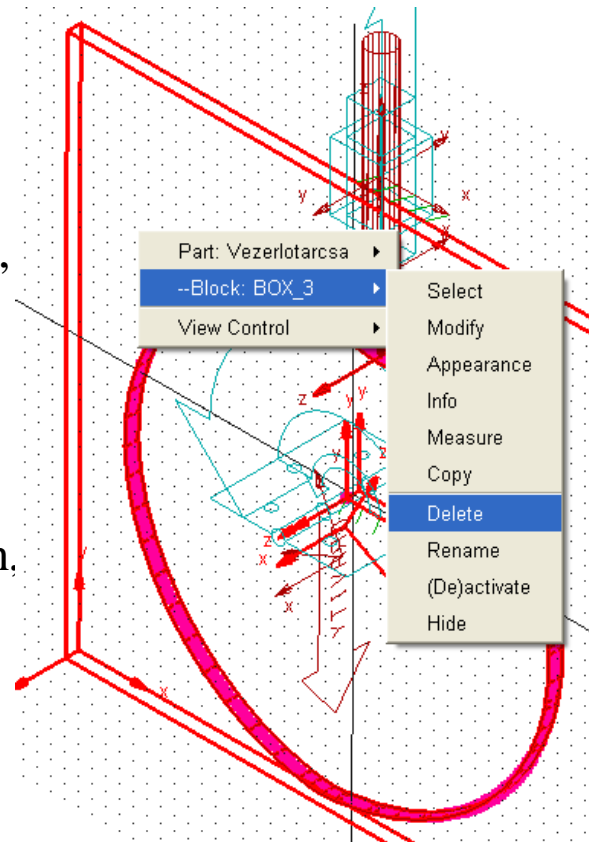 z
y
x
y
x
Part: Vezerlotarcsa
,
--Block: BOX_3
Select
View Control
Modify
Appearance
z
y y
Info
Measure
y
z
Copy
Delete
n,
z
Rename
y
x
(De)activate
x
Hide
x